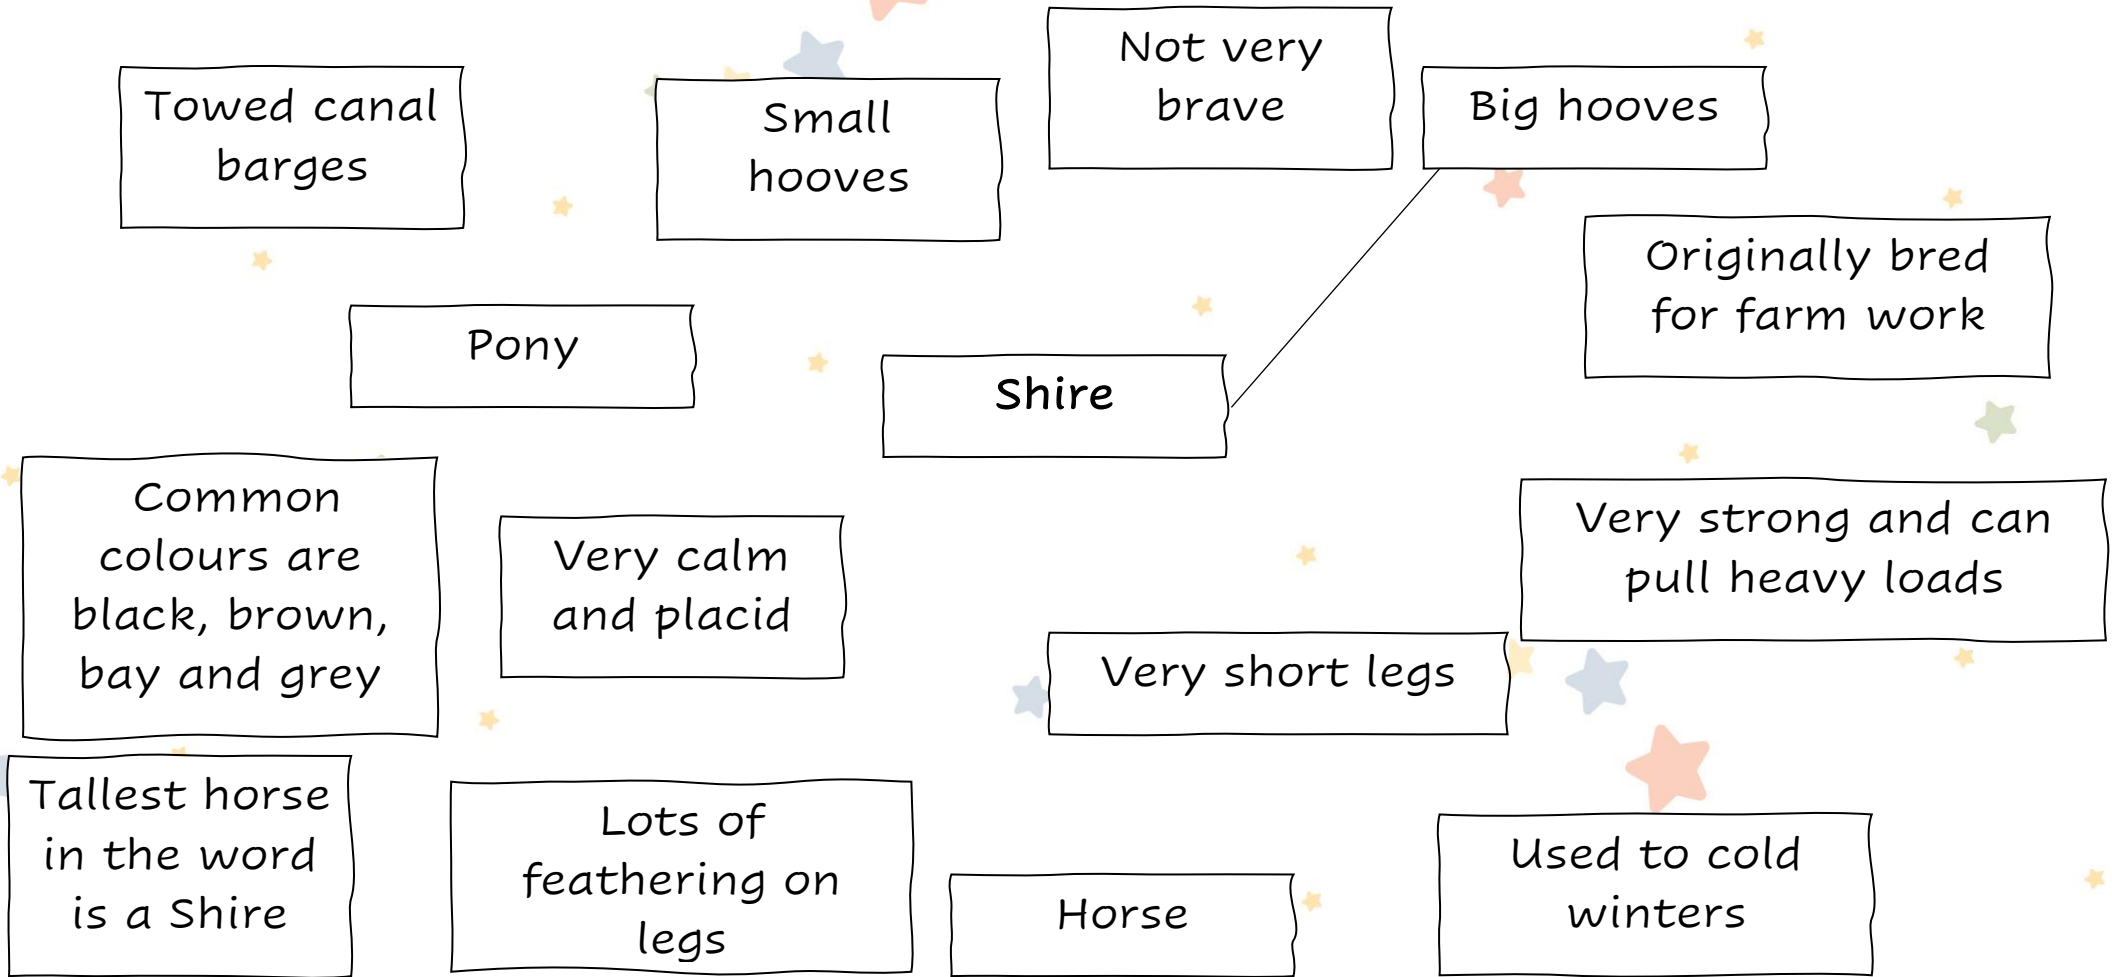 Towed canal
barges
Small
hooves
Not very
brave
Big hooves
Originally bred
for farm work
Pony
Shire
Common
colours are
black, brown,
bay and grey
Very calm
and placid
Very strong and can
pull heavy loads
Very short legs
Tallest horse
in the word
is a Shire
Lots of
feathering on
legs
Horse
Used to cold
winters